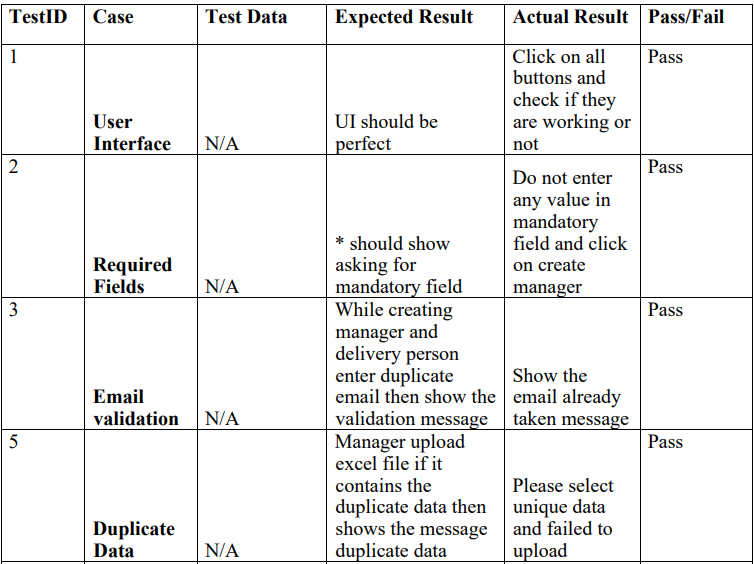 TestID Case Test Data Expected Result Actual Result Pass/Fail
1
User
Interface
N/A
UI should be
perfect
Click on all
buttons and
check if they
are working or
not
Pass
2
Required
Fields
N/A
* should show
asking for
mandatory field
Do not enter
any value in
mandatory
field and click
on create
manager
Pass
3
Email
validation
N/A
While creating
manager and
delivery person
enter duplicate
email then show the
validation message
Show the
email already
taken message
Pass
5
Duplicate
Data
N/A
Manager upload
excel file if it
contains the
duplicate data then
shows the message
duplicate data
Please select
unique data
and failed to
upload
Pass